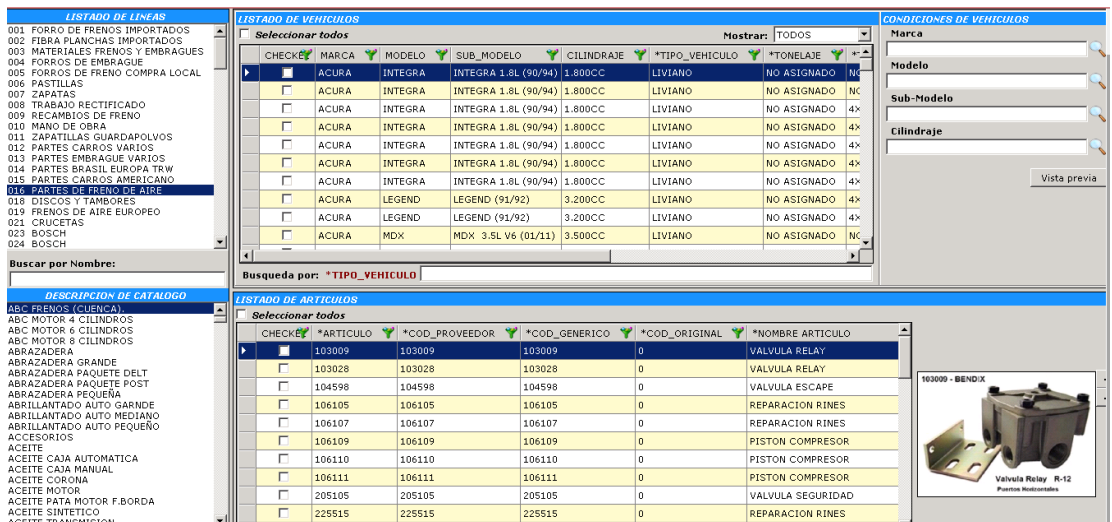 LISTADO DE LINEAS
001 FORRO DE FRENOS IMPORTADOS
002 FIBRA PLANCHAS IMPORTADOS
003 MATERIALES FRENOS Y EMBRAGUES
004 FORROS DE EMBRAGUE
005 FORROS DE FRENO COMPRA LOCAL
006 PASTILLAS
007 ZAPATAS
008 TRABAJO RECTIFICADO
009 RECAMBIOS DE FRENO
010 MANO DE OBRA
011 ZAPATILLAS GUARDAPOLVOS
012 PARTES CARROS VARIOS
013 PARTES EMBRAGUE VARIOS
014 PARTES BRASIL EUROPA TRW
015 PARTES CARROS AMERICANO
016 PARTES DE FRENO DE AIRE
018 DISCOS Y TAMBORES
019 FRENOS DE AIRE EUROPEO
021 CRUCETAS
023 BOSCH
024 BOSCH
Buscar por Nombre:
DESCRIPCION DE CATALOGO
ABC FRENOS (CUENCA).
ABC MOTOR 4 CILINDROS
ABC MOTOR 6 CILINDROS
ABC MOTOR 8 CILINDROS
ABRAZADERA
ABRAZADERA GRANDE
ABRAZADERA PAQUETE DELT
ABRAZADERA PAQUETE POST
ABRAZADERA PEQUEÑA
ABRILLANTADO AUTO GARNDE
ABRILLANTADO AUTO MEDIANO
ABRILLANTADO AUTO PEQUEÑO
ACCESORIOS
ACEITE
ACEITE CAJA AUTOMATICA
ACEITE CAJA MANUAL
ACEITE CORONA
ACEITE MOTOR
ACEITE PATA MOTOR F.BORDA
ACEITE SINTETICO
ACEITE TRANSMISION
LISTADO DE VEHICULOS
Seleccionar todos Mostrar: TODOS
CHECKE MARCA MODELO SUB_MODELO CILINDRAJE *TIPO_VEHICULO *TONELAJE
ACURA INTEGRA INTEGRA 1.8L (90/94) 1.800CC LIVIANO NO ASIGNADO NO
ACURA INTEGRA INTEGRA 1.8L (90/94) 1.800CC LIVIANO NO ASIGNADO NO
ACURA INTEGRA INTEGRA 1.8L (90/94) 1.800CC LIVIANO NO ASIGNADO 4X
ACURA INTEGRA INTEGRA 1.8L (90/94) 1.800CC LIVIANO NO ASIGNADO 4X
ACURA INTEGRA INTEGRA 1.8L (90/94) 1.800CC LIVIANO NO ASIGNADO 4X
ACURA INTEGRA INTEGRA 1.8L (90/94) 1.800CC LIVIANO NO ASIGNADO 4X
ACURA INTEGRA INTEGRA 1.8L (90/94) 1.800CC LIVIANO NO ASIGNADO 4X
ACURA LEGEND LEGEND (91/92) 3.200CC LIVIANO NO ASIGNADO 4X
ACURA LEGEND LEGEND (91/92) 3.200CC LIVIANO NO ASIGNADO 4X
ACURA MDX MDX 3.5L V6 (01/11) 3.500CC LIVIANO NO ASIGNADO NO
Busqueda por: *TIPO_VEHICULO
CONDICIONES DE VEHICULOS
Marca
Modelo
Sub-Modelo
Cilindraje
Vista previa
LISTADO DE ARTICULOS
Seleccionar todos
CHECKE *ARTICULO *COD_PROVEEDOR *COD_GENERICO *COD_ORIGINAL *NOMBRE ARTICULO
103009 103009 103009 0 VALVULA RELAY
103028 103028 103028 0 VALVULA RELAY
104598 104598 104598 0 VALVULA ESCAPE
106105 106105 106105 0 REPARACION RINES
106107 106107 106107 0 REPARACION RINES
106109 106109 106109 0 PISTON COMPRESOR
106110 106110 106110 0 PISTON COMPRESOR
106111 106111 106111 0 PISTON COMPRESOR
205105 205105 205105 0 VALVULA SEGURIDAD
225515 225515 225515 0 REPARACION RINES
103009 - BENDIX
Valvula Relay R-12
Puertos Horizontales